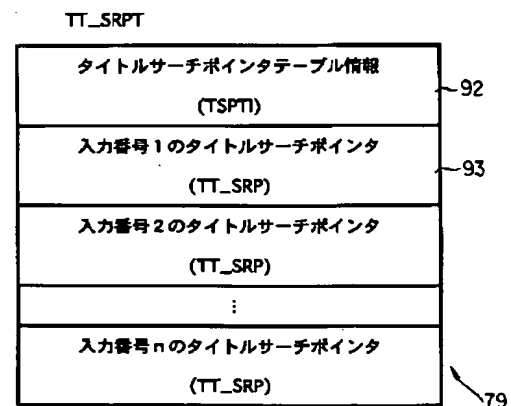 TT_SRPT
タイトルサーチポインタテーブル情報
(TSPTI)
92
入力番号1のタイトルサーチポインタ
(TT_SRP)
93
入力番号2のタイトルサーチポインタ
(TT_SRP)
⋮
入力番号nのタイトルサーチポインタ
(TT_SRP)
79